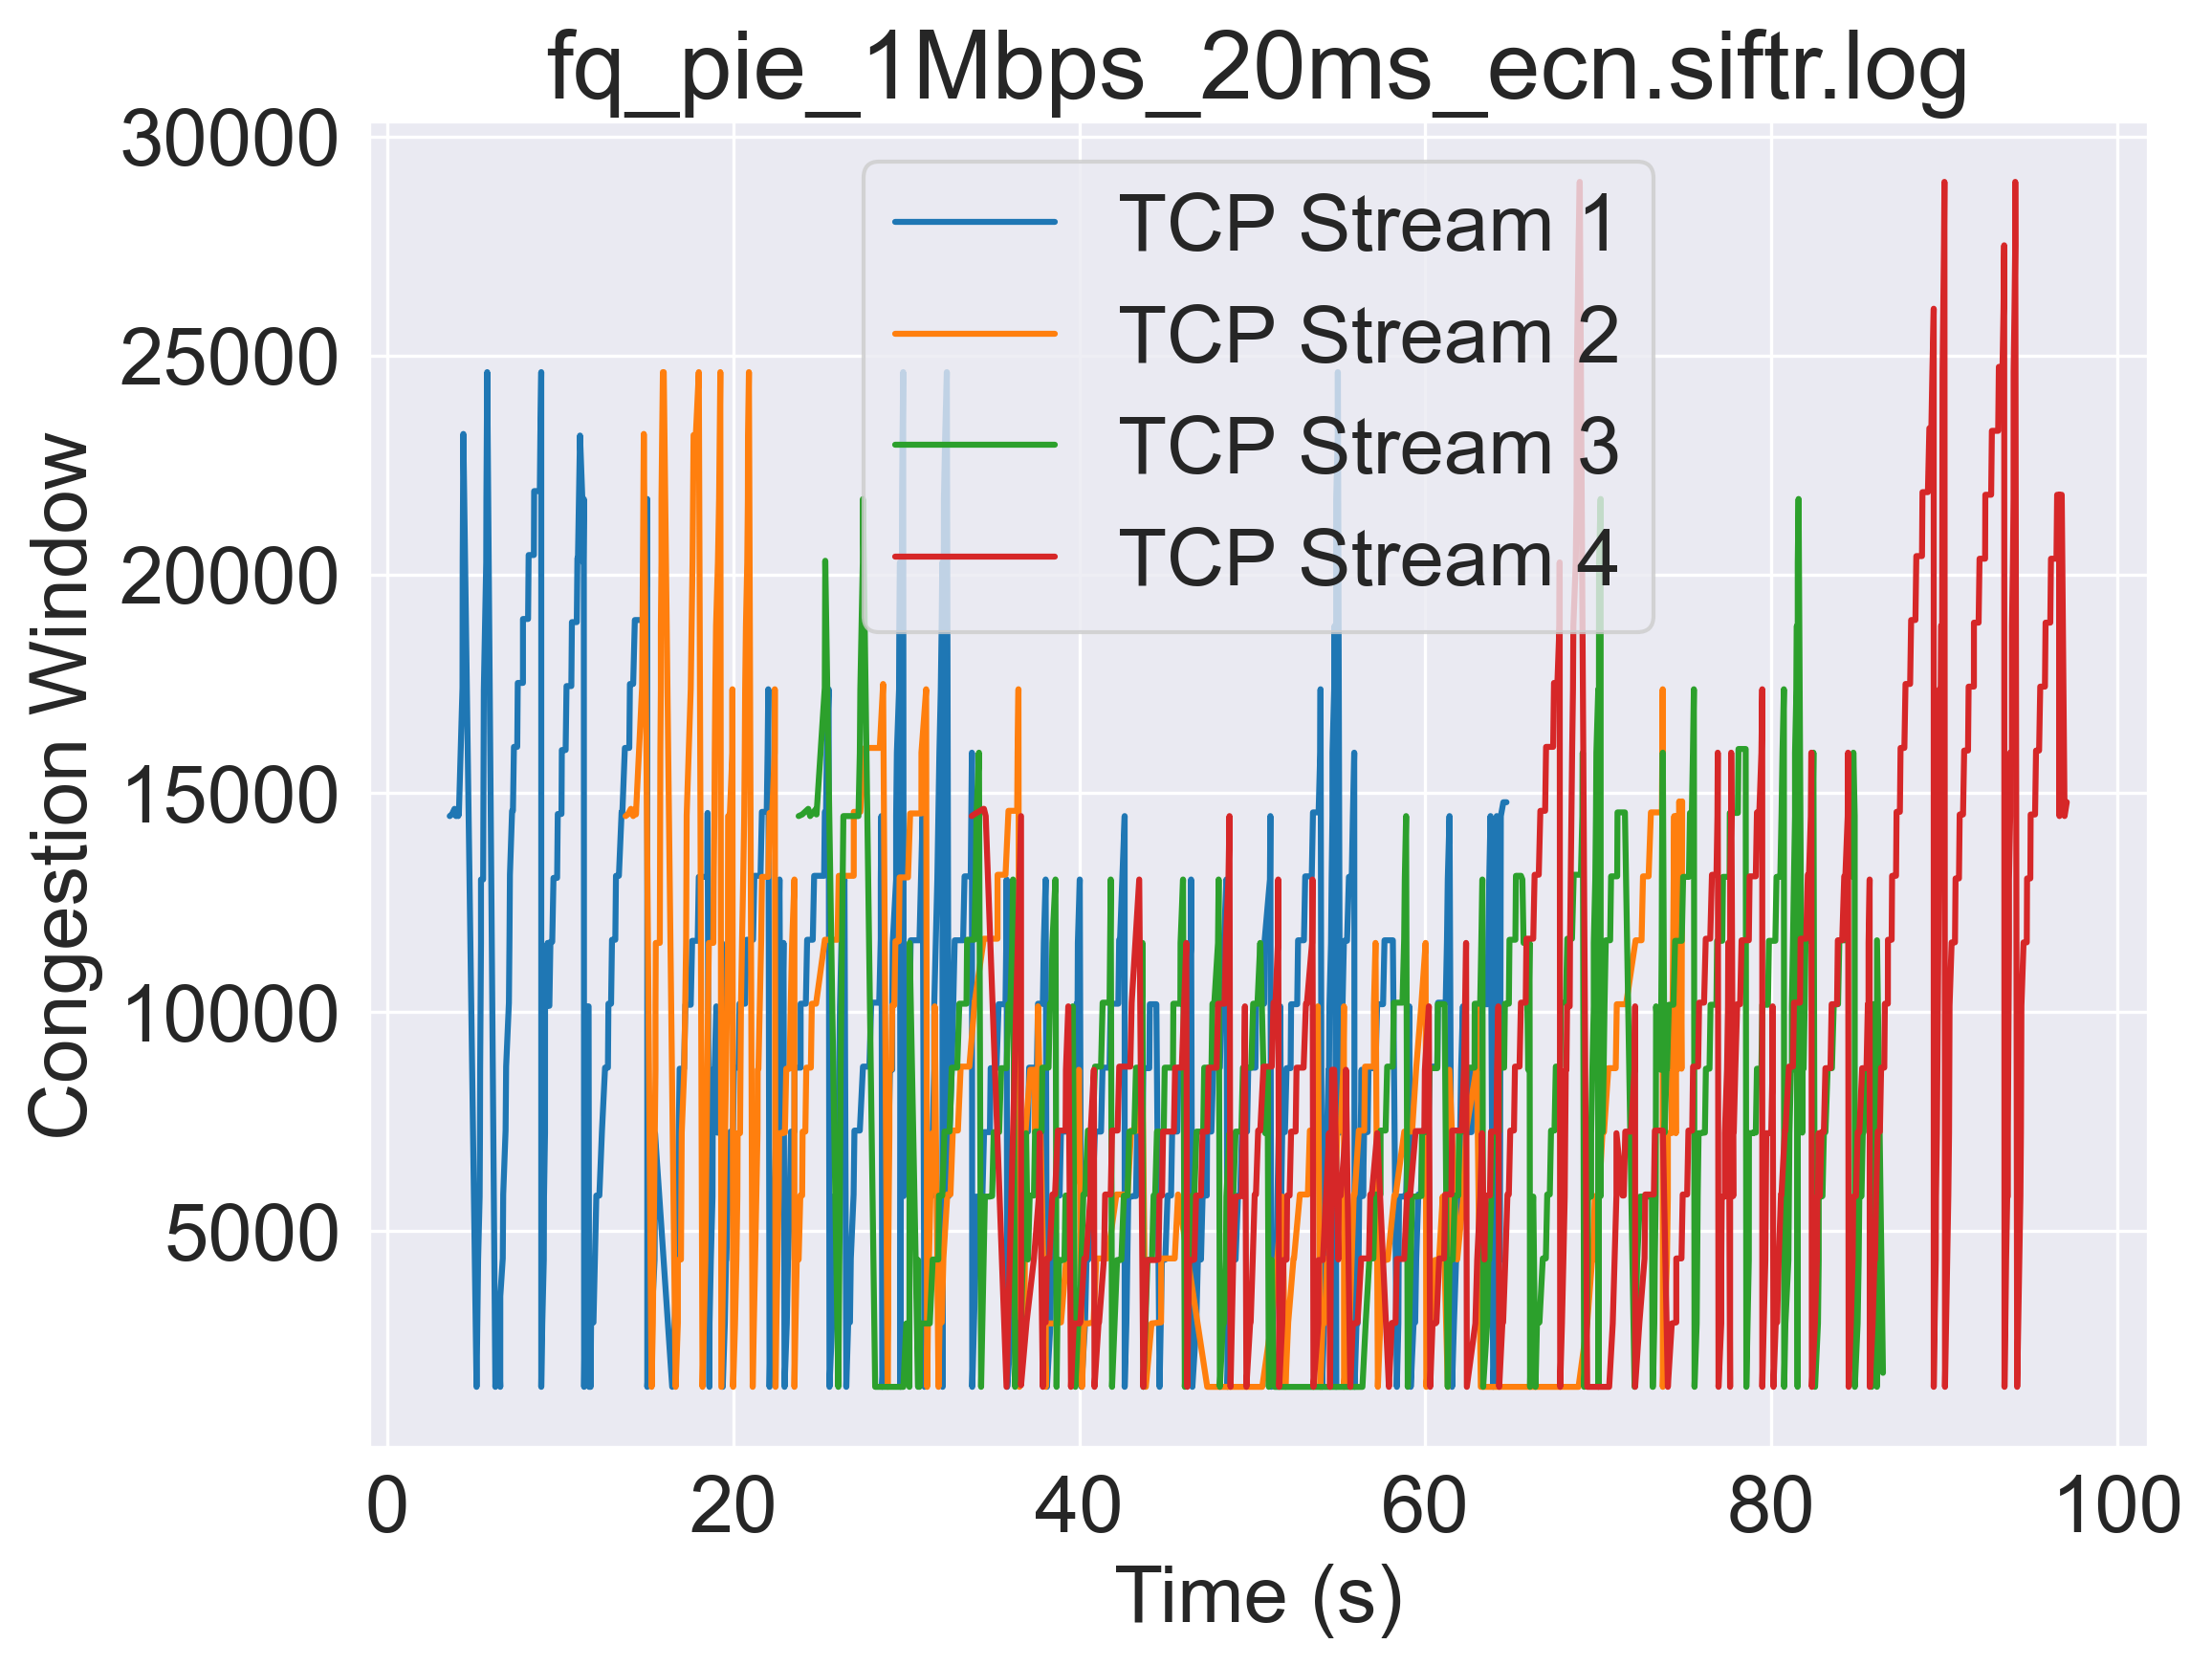 fq_pie_1Mbps_20ms_ecn.siftr.log
30000
25000
20000
15000
10000
5000
Congestion Window
TCP Stream 1
TCP Stream 2
TCP Stream 3
TCP Stream 4
0 20 40 60 80 100
Time (s)